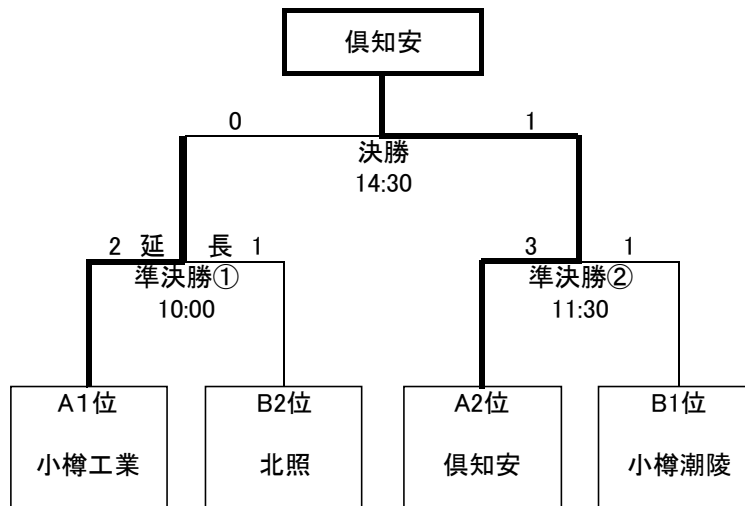 倶知安
0 1
決勝
14:30
2 延 長 1
3 1
準決勝① 準決勝②
10:00 11:30
A1位 B2位 A2位 B1位
小樽工業 北照 倶知安 小樽潮陵